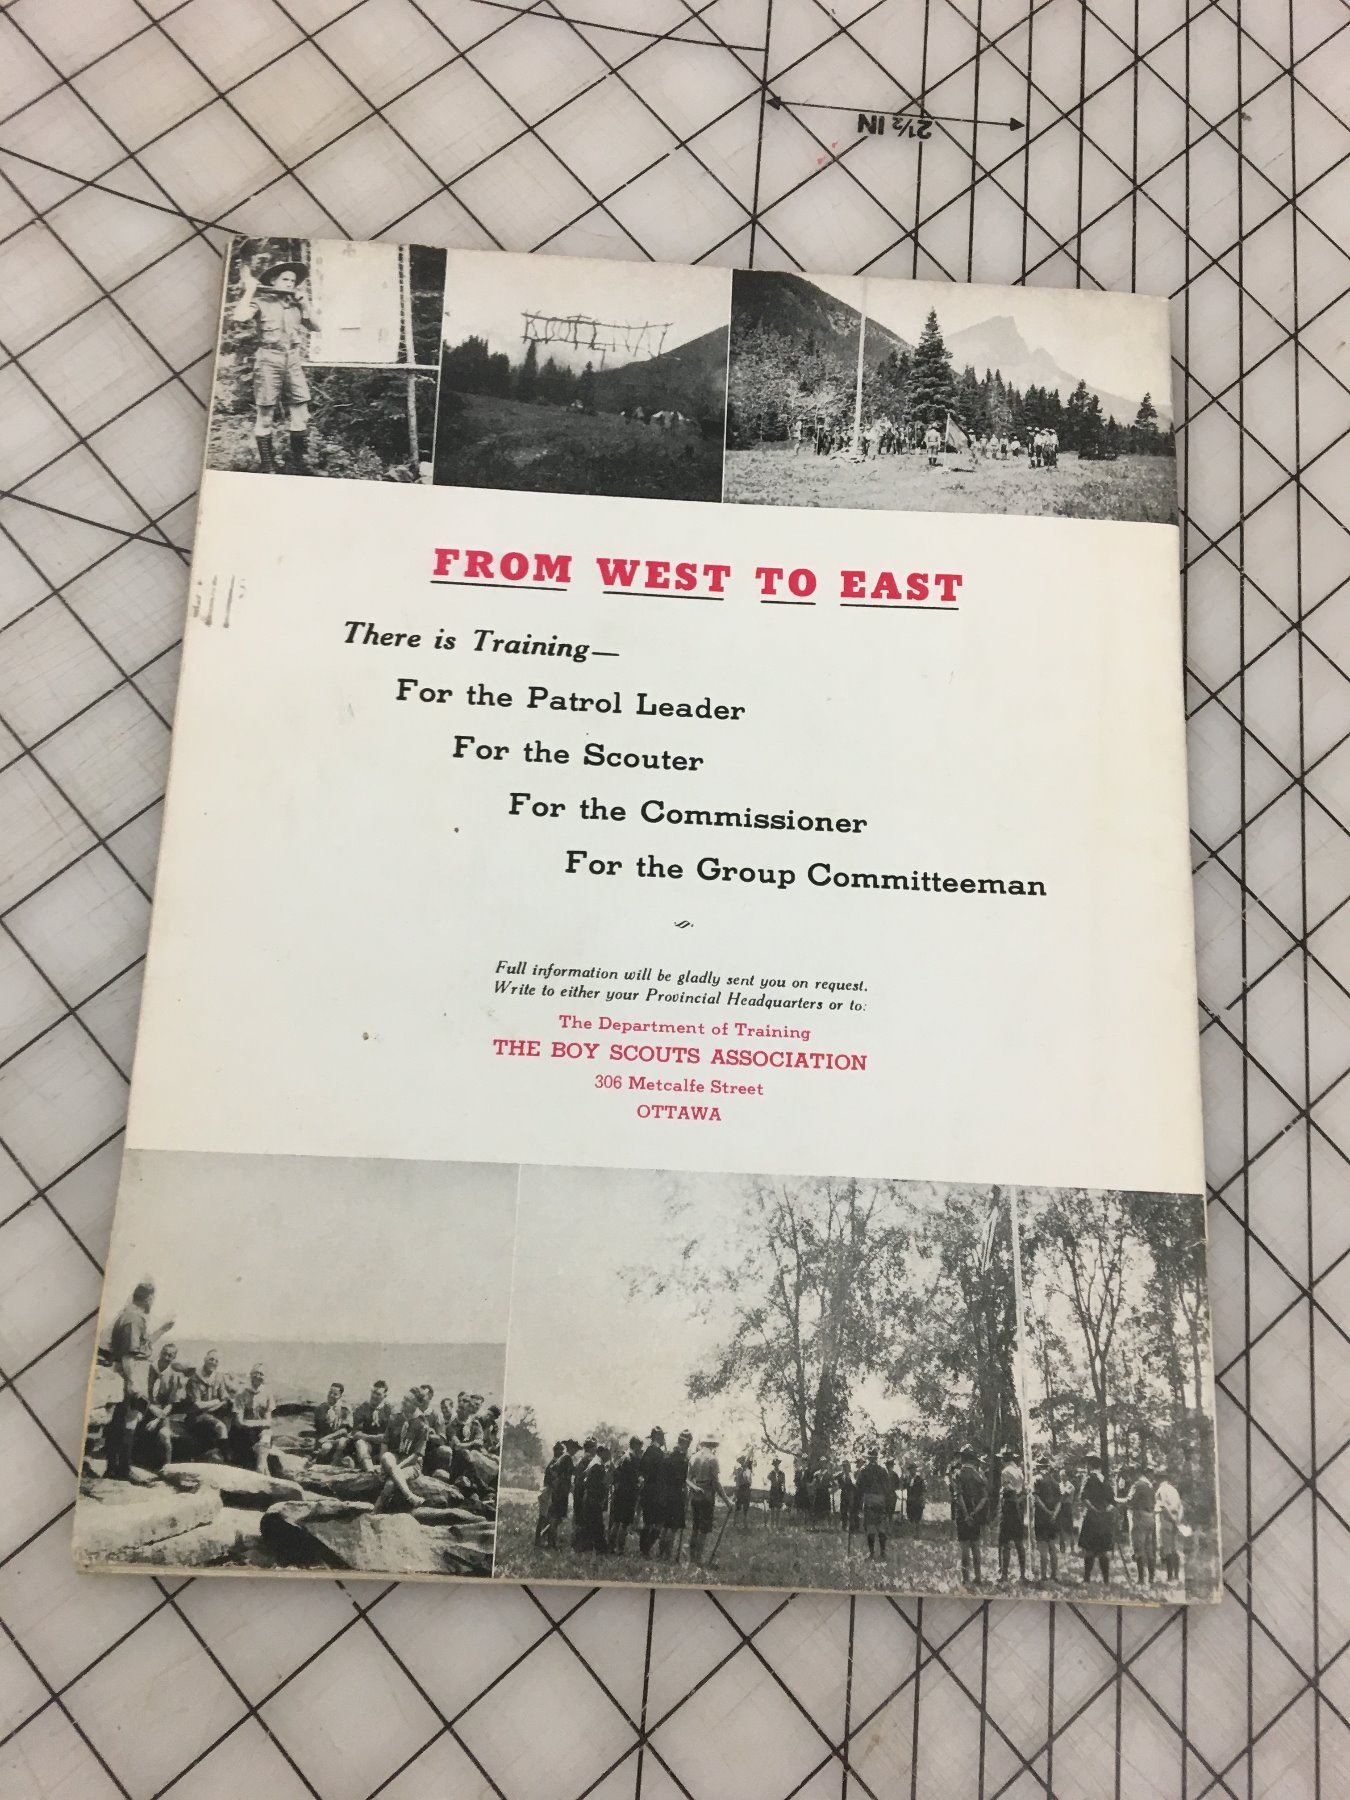 2½ IN
FROM WEST TO EAST
There is Training—
For the Patrol Leader
For the Scouter
For the Commissioner
For the Group Committeeman
Full information will be gladly sent you on request.
Write to either your Provincial Headquarters or to:
The Department of Training
THE BOY SCOUTS ASSOCIATION
306 Metcalfe Street
OTTAWA